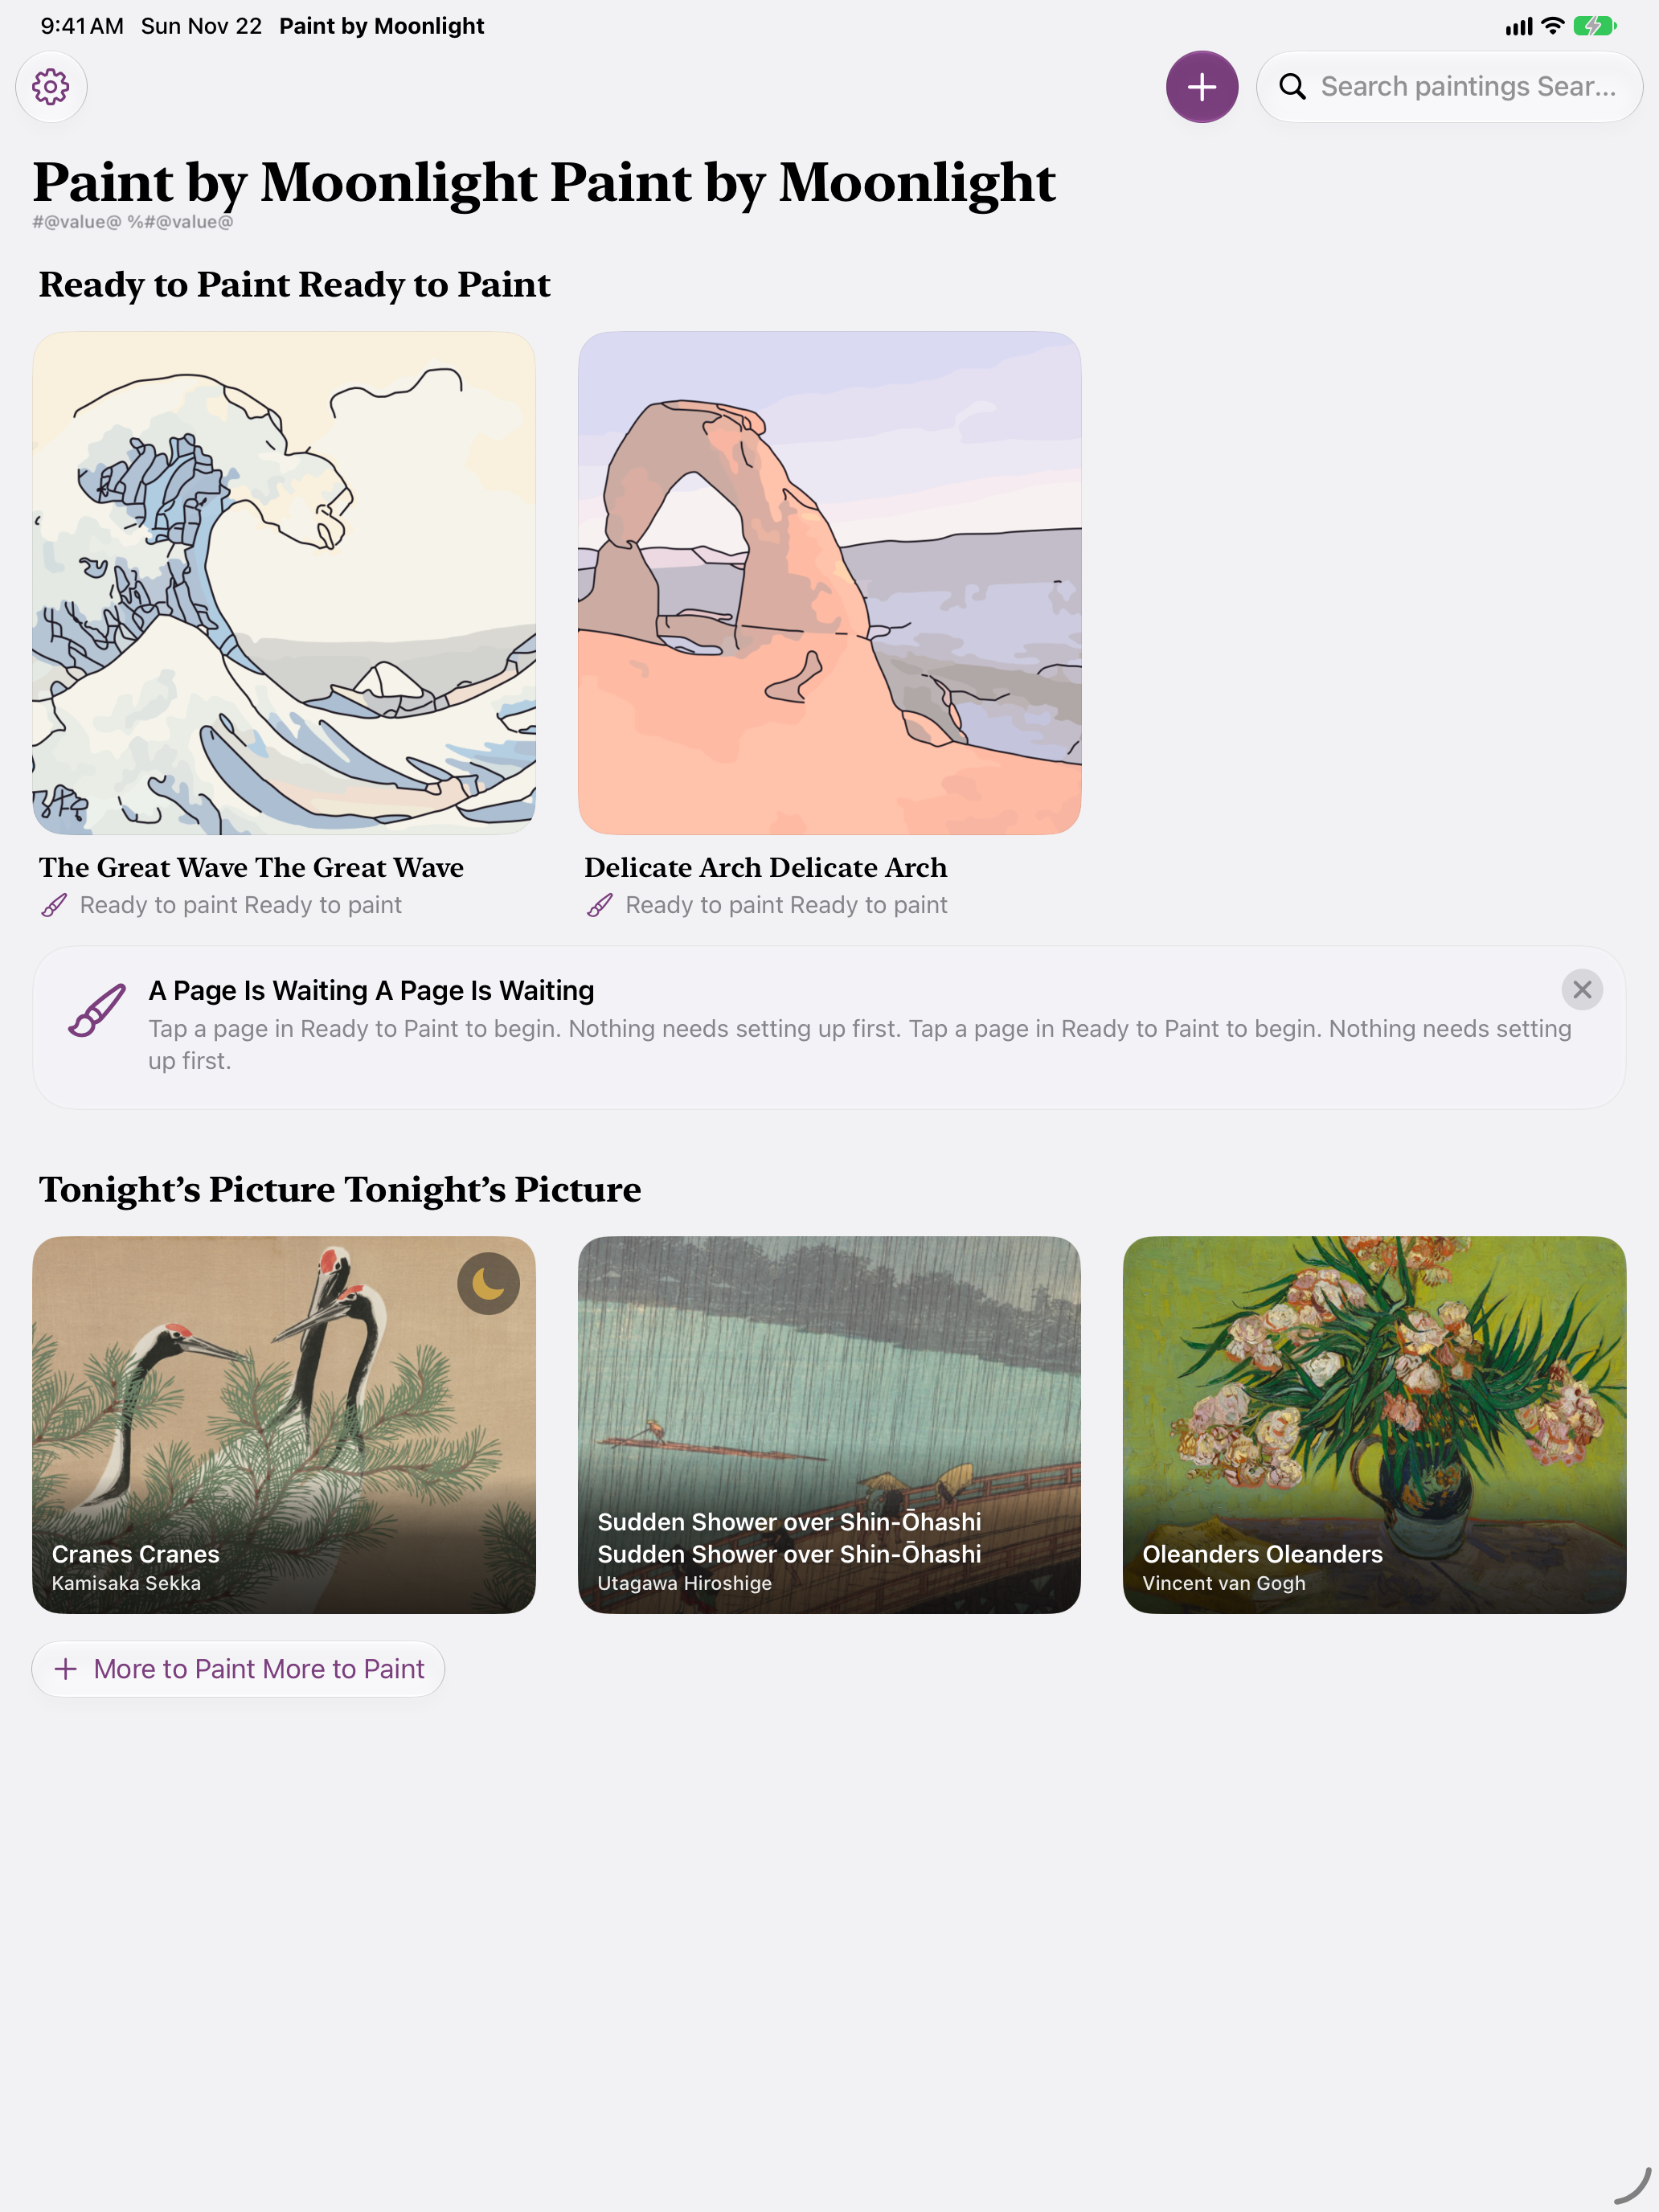 9:41 AM Sun Nov 22 Paint by Moonlight
Search paintings Sear...
Paint by Moonlight Paint by Moonlight
#@value@ %#@value@
Ready to Paint Ready to Paint
The Great Wave The Great Wave
Ready to paint Ready to paint
Delicate Arch Delicate Arch
Ready to paint Ready to paint
A Page Is Waiting A Page Is Waiting
Tap a page in Ready to Paint to begin. Nothing needs setting up first. Tap a page in Ready to Paint to begin. Nothing needs setting
up first.
Tonight’s Picture Tonight’s Picture
Cranes Cranes
Kamisaka Sekka
Sudden Shower over Shin-Ōhashi
Sudden Shower over Shin-Ōhashi
Utagawa Hiroshige
Oleanders Oleanders
Vincent van Gogh
More to Paint More to Paint